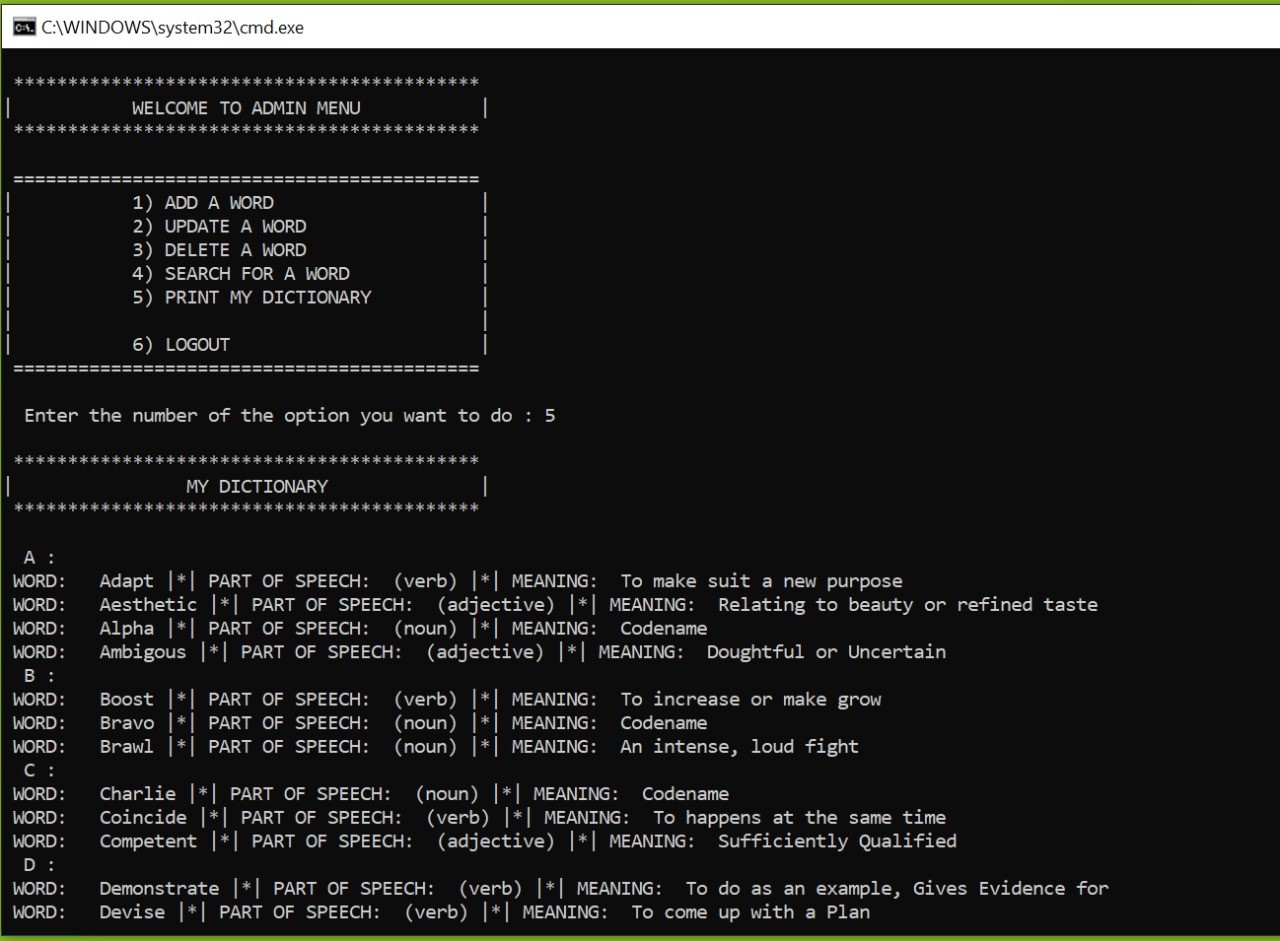 C:\WINDOWS\system32\cmd.exe
*******************************************
| WELCOME TO ADMIN MENU |
*******************************************
===========================================
| 1) ADD A WORD |
| 2) UPDATE A WORD |
| 3) DELETE A WORD |
| 4) SEARCH FOR A WORD |
| 5) PRINT MY DICTIONARY |
| |
| 6) LOGOUT |
===========================================
Enter the number of the option you want to do : 5
*******************************************
| MY DICTIONARY |
*******************************************
A :
WORD: Adapt |*| PART OF SPEECH: (verb) |*| MEANING: To make suit a new purpose
WORD: Aesthetic |*| PART OF SPEECH: (adjective) |*| MEANING: Relating to beauty or refined taste
WORD: Alpha |*| PART OF SPEECH: (noun) |*| MEANING: Codename
WORD: Ambigous |*| PART OF SPEECH: (adjective) |*| MEANING: Doughtful or Uncertain
B :
WORD: Boost |*| PART OF SPEECH: (verb) |*| MEANING: To increase or make grow
WORD: Bravo |*| PART OF SPEECH: (noun) |*| MEANING: Codename
WORD: Brawl |*| PART OF SPEECH: (noun) |*| MEANING: An intense, loud fight
C :
WORD: Charlie |*| PART OF SPEECH: (noun) |*| MEANING: Codename
WORD: Coincide |*| PART OF SPEECH: (verb) |*| MEANING: To happens at the same time
WORD: Competent |*| PART OF SPEECH: (adjective) |*| MEANING: Sufficiently Qualified
D :
WORD: Demonstrate |*| PART OF SPEECH: (verb) |*| MEANING: To do as an example, Gives Evidence for
WORD: Devise |*| PART OF SPEECH: (verb) |*| MEANING: To come up with a Plan